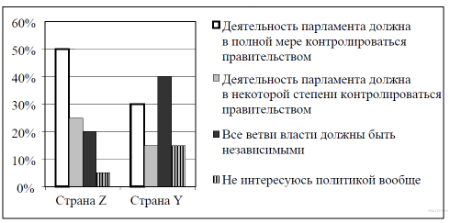 60%
50%
40%
30%
20%
10%
0%
Страна Z
Страна Y
Деятельность парламента должна
в полной мере контролироваться
правительством
Деятельность парламента должна
в некоторой степени контролироваться
правительством
Все ветви власти должны быть
независимыми
Не интересуюсь политикой вообще